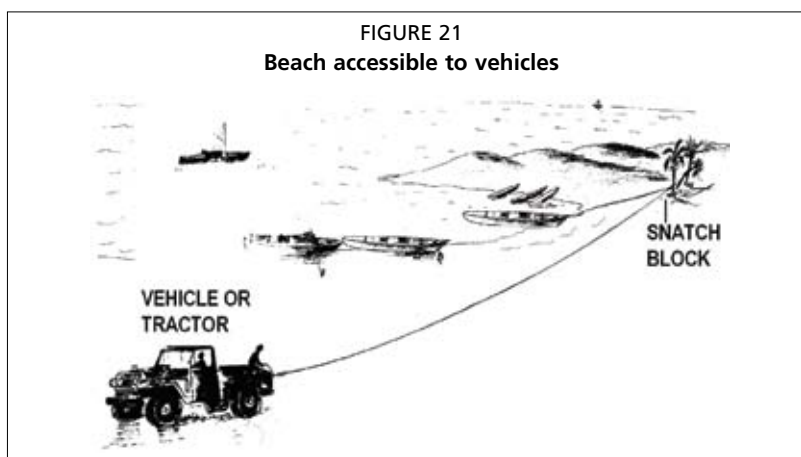 FIGURE 21
Beach accessible to vehicles
SNATCH
BLOCK
VEHICLE OR
TRACTOR